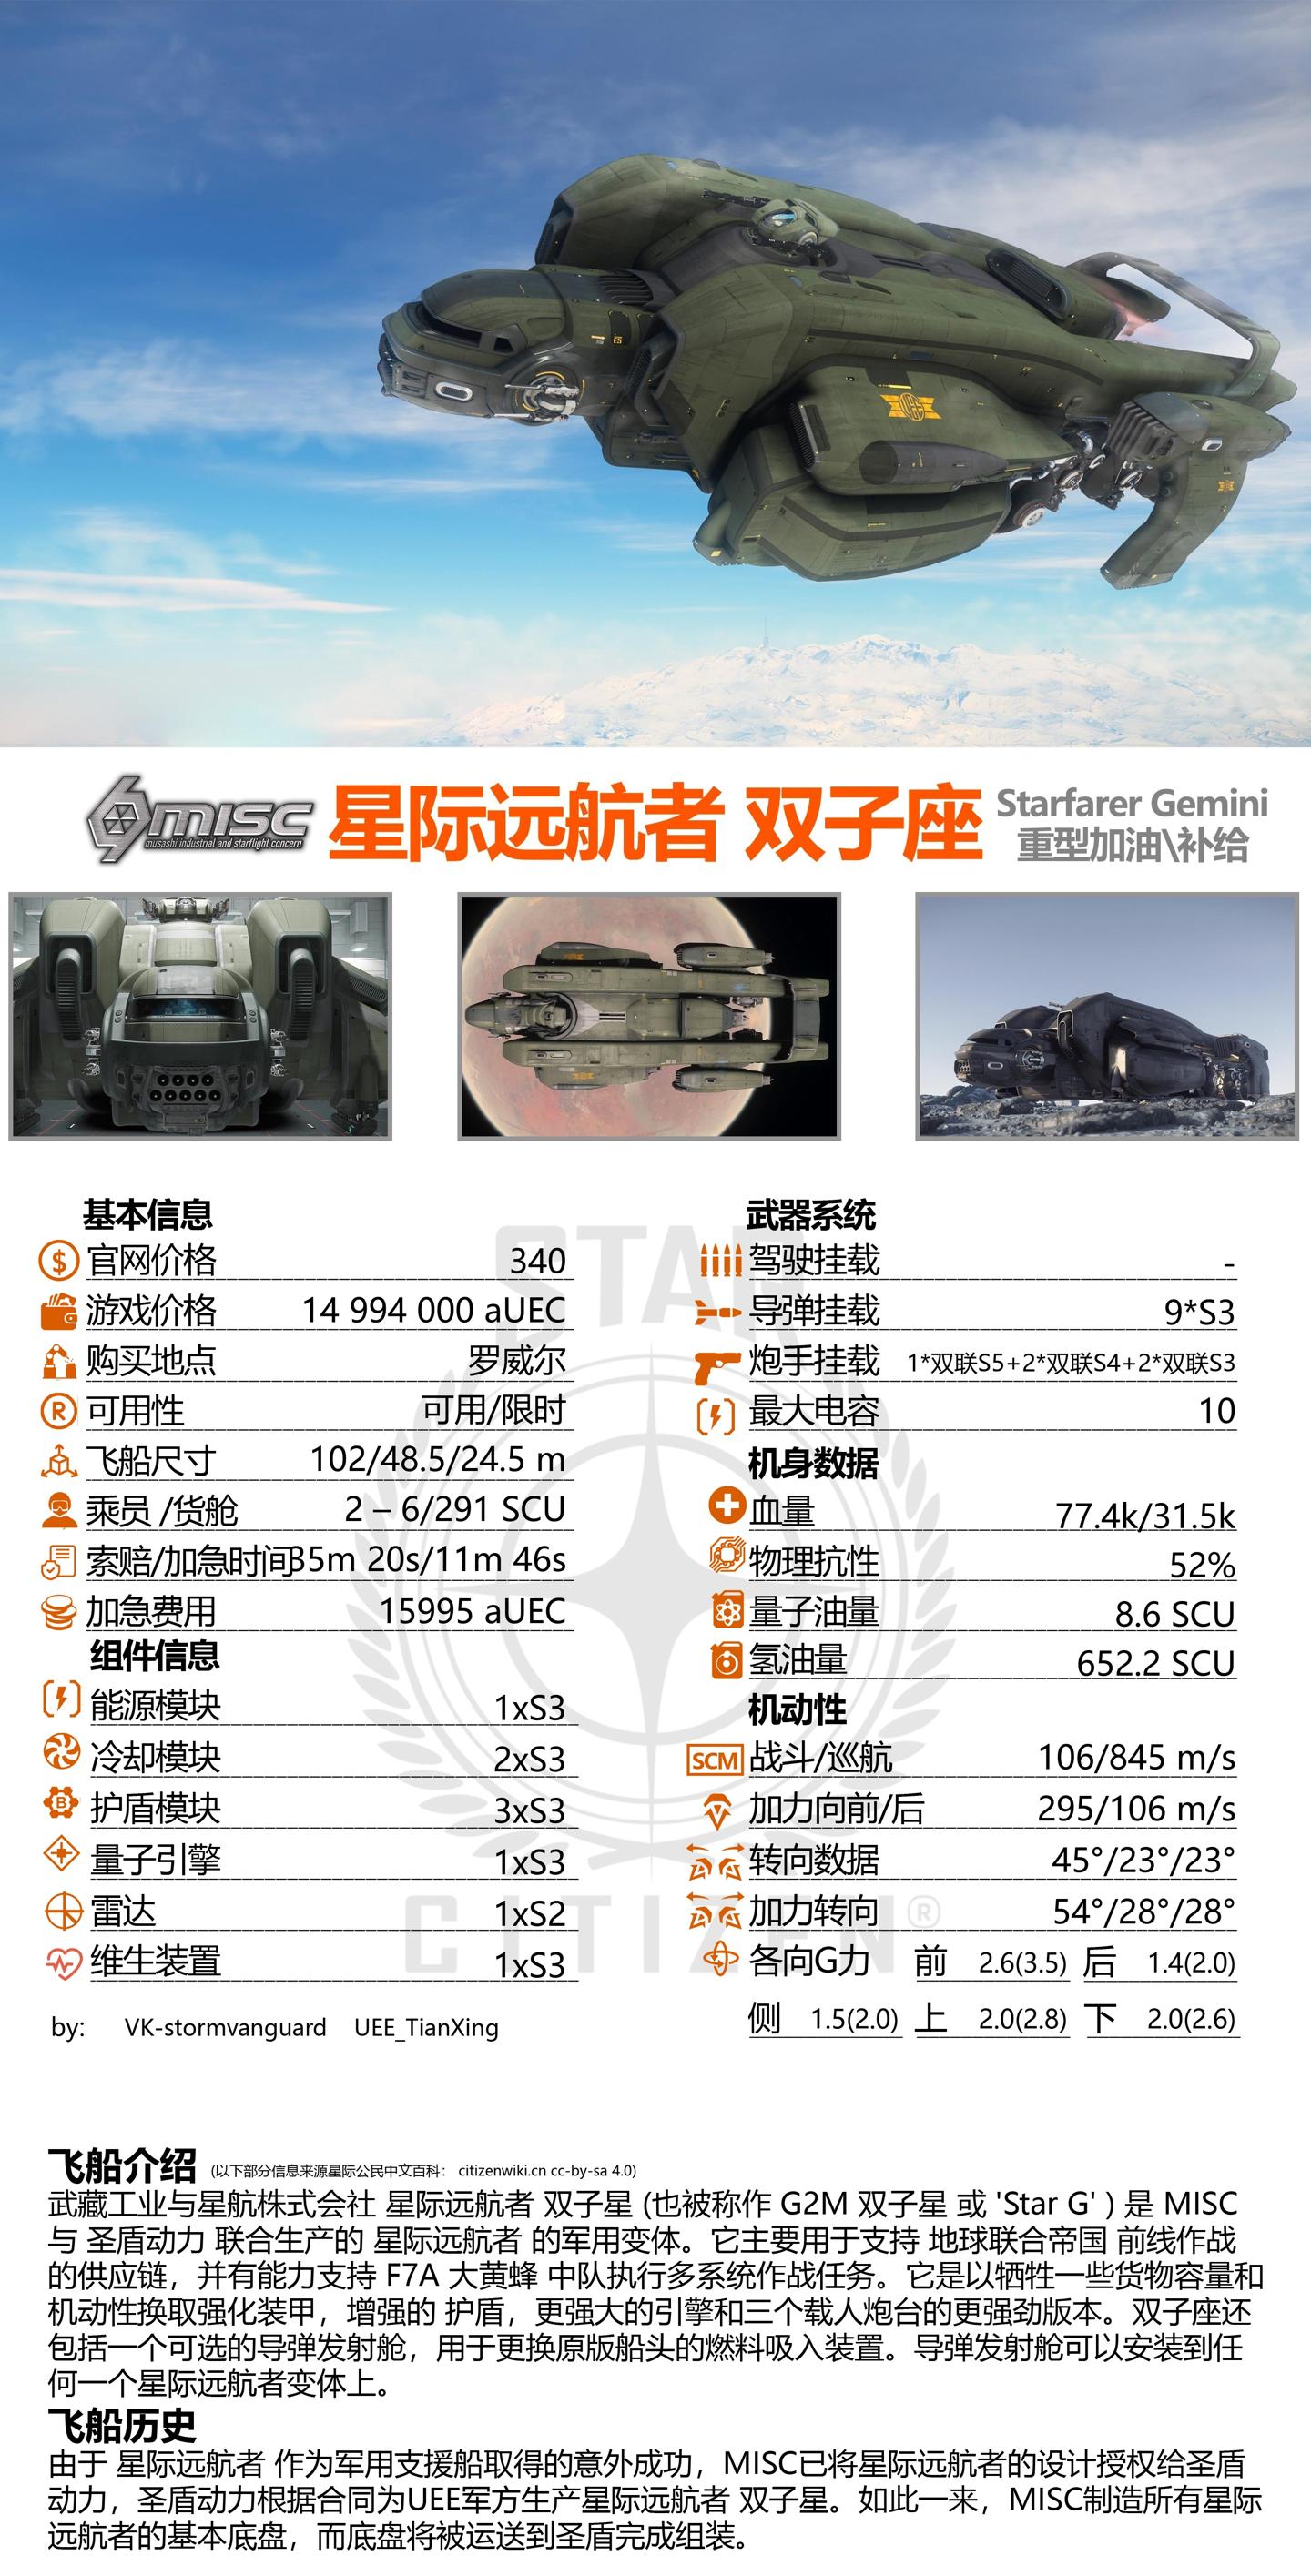 MISC
musashi industrial and starflight concern
星际远航者 双子座
Starfarer Gemini
重型加油\补给
基本信息
官网价格 340
游戏价格 14 994 000 aUEC
购买地点 罗威尔
可用性 可用/限时
飞船尺寸 102/48.5/24.5 m
乘员 /货舱 2 – 6/291 SCU
索赔/加急时间 35m 20s/11m 46s
加急费用 15995 aUEC
组件信息
能源模块 1xS3
冷却模块 2xS3
护盾模块 3xS3
量子引擎 1xS3
雷达 1xS2
维生装置 1xS3
by: VK-stormvanguard UEE_TianXing
武器系统
驾驶挂载 -
导弹挂载 9*S3
炮手挂载 1*双联S5+2*双联S4+2*双联S3
最大电容 10
机身数据
血量 77.4k/31.5k
物理抗性 52%
量子油量 8.6 SCU
氢油量 652.2 SCU
机动性
SCM 战斗/巡航 106/845 m/s
加力向前/后 295/106 m/s
转向数据 45°/23°/23°
加力转向 54°/28°/28°
各向G力 前 2.6(3.5) 后 1.4(2.0)
侧 1.5(2.0) 上 2.0(2.8) 下 2.0(2.6)
STAR
CITIZEN®
飞船介绍 (以下部分信息来源星际公民中文百科： citizenwiki.cn cc-by-sa 4.0)
武藏工业与星航株式会社 星际远航者 双子星 (也被称作 G2M 双子星 或 'Star G' ) 是 MISC
与 圣盾动力 联合生产的 星际远航者 的军用变体。它主要用于支持 地球联合帝国 前线作战
的供应链，并有能力支持 F7A 大黄蜂 中队执行多系统作战任务。它是以牺牲一些货物容量和
机动性换取强化装甲，增强的 护盾，更强大的引擎和三个载人炮台的更强劲版本。双子座还
包括一个可选的导弹发射舱，用于更换原版船头的燃料吸入装置。导弹发射舱可以安装到任
何一个星际远航者变体上。
飞船历史
由于 星际远航者 作为军用支援船取得的意外成功，MISC已将星际远航者的设计授权给圣盾
动力，圣盾动力根据合同为UEE军方生产星际远航者 双子星。如此一来，MISC制造所有星际
远航者的基本底盘，而底盘将被运送到圣盾完成组装。